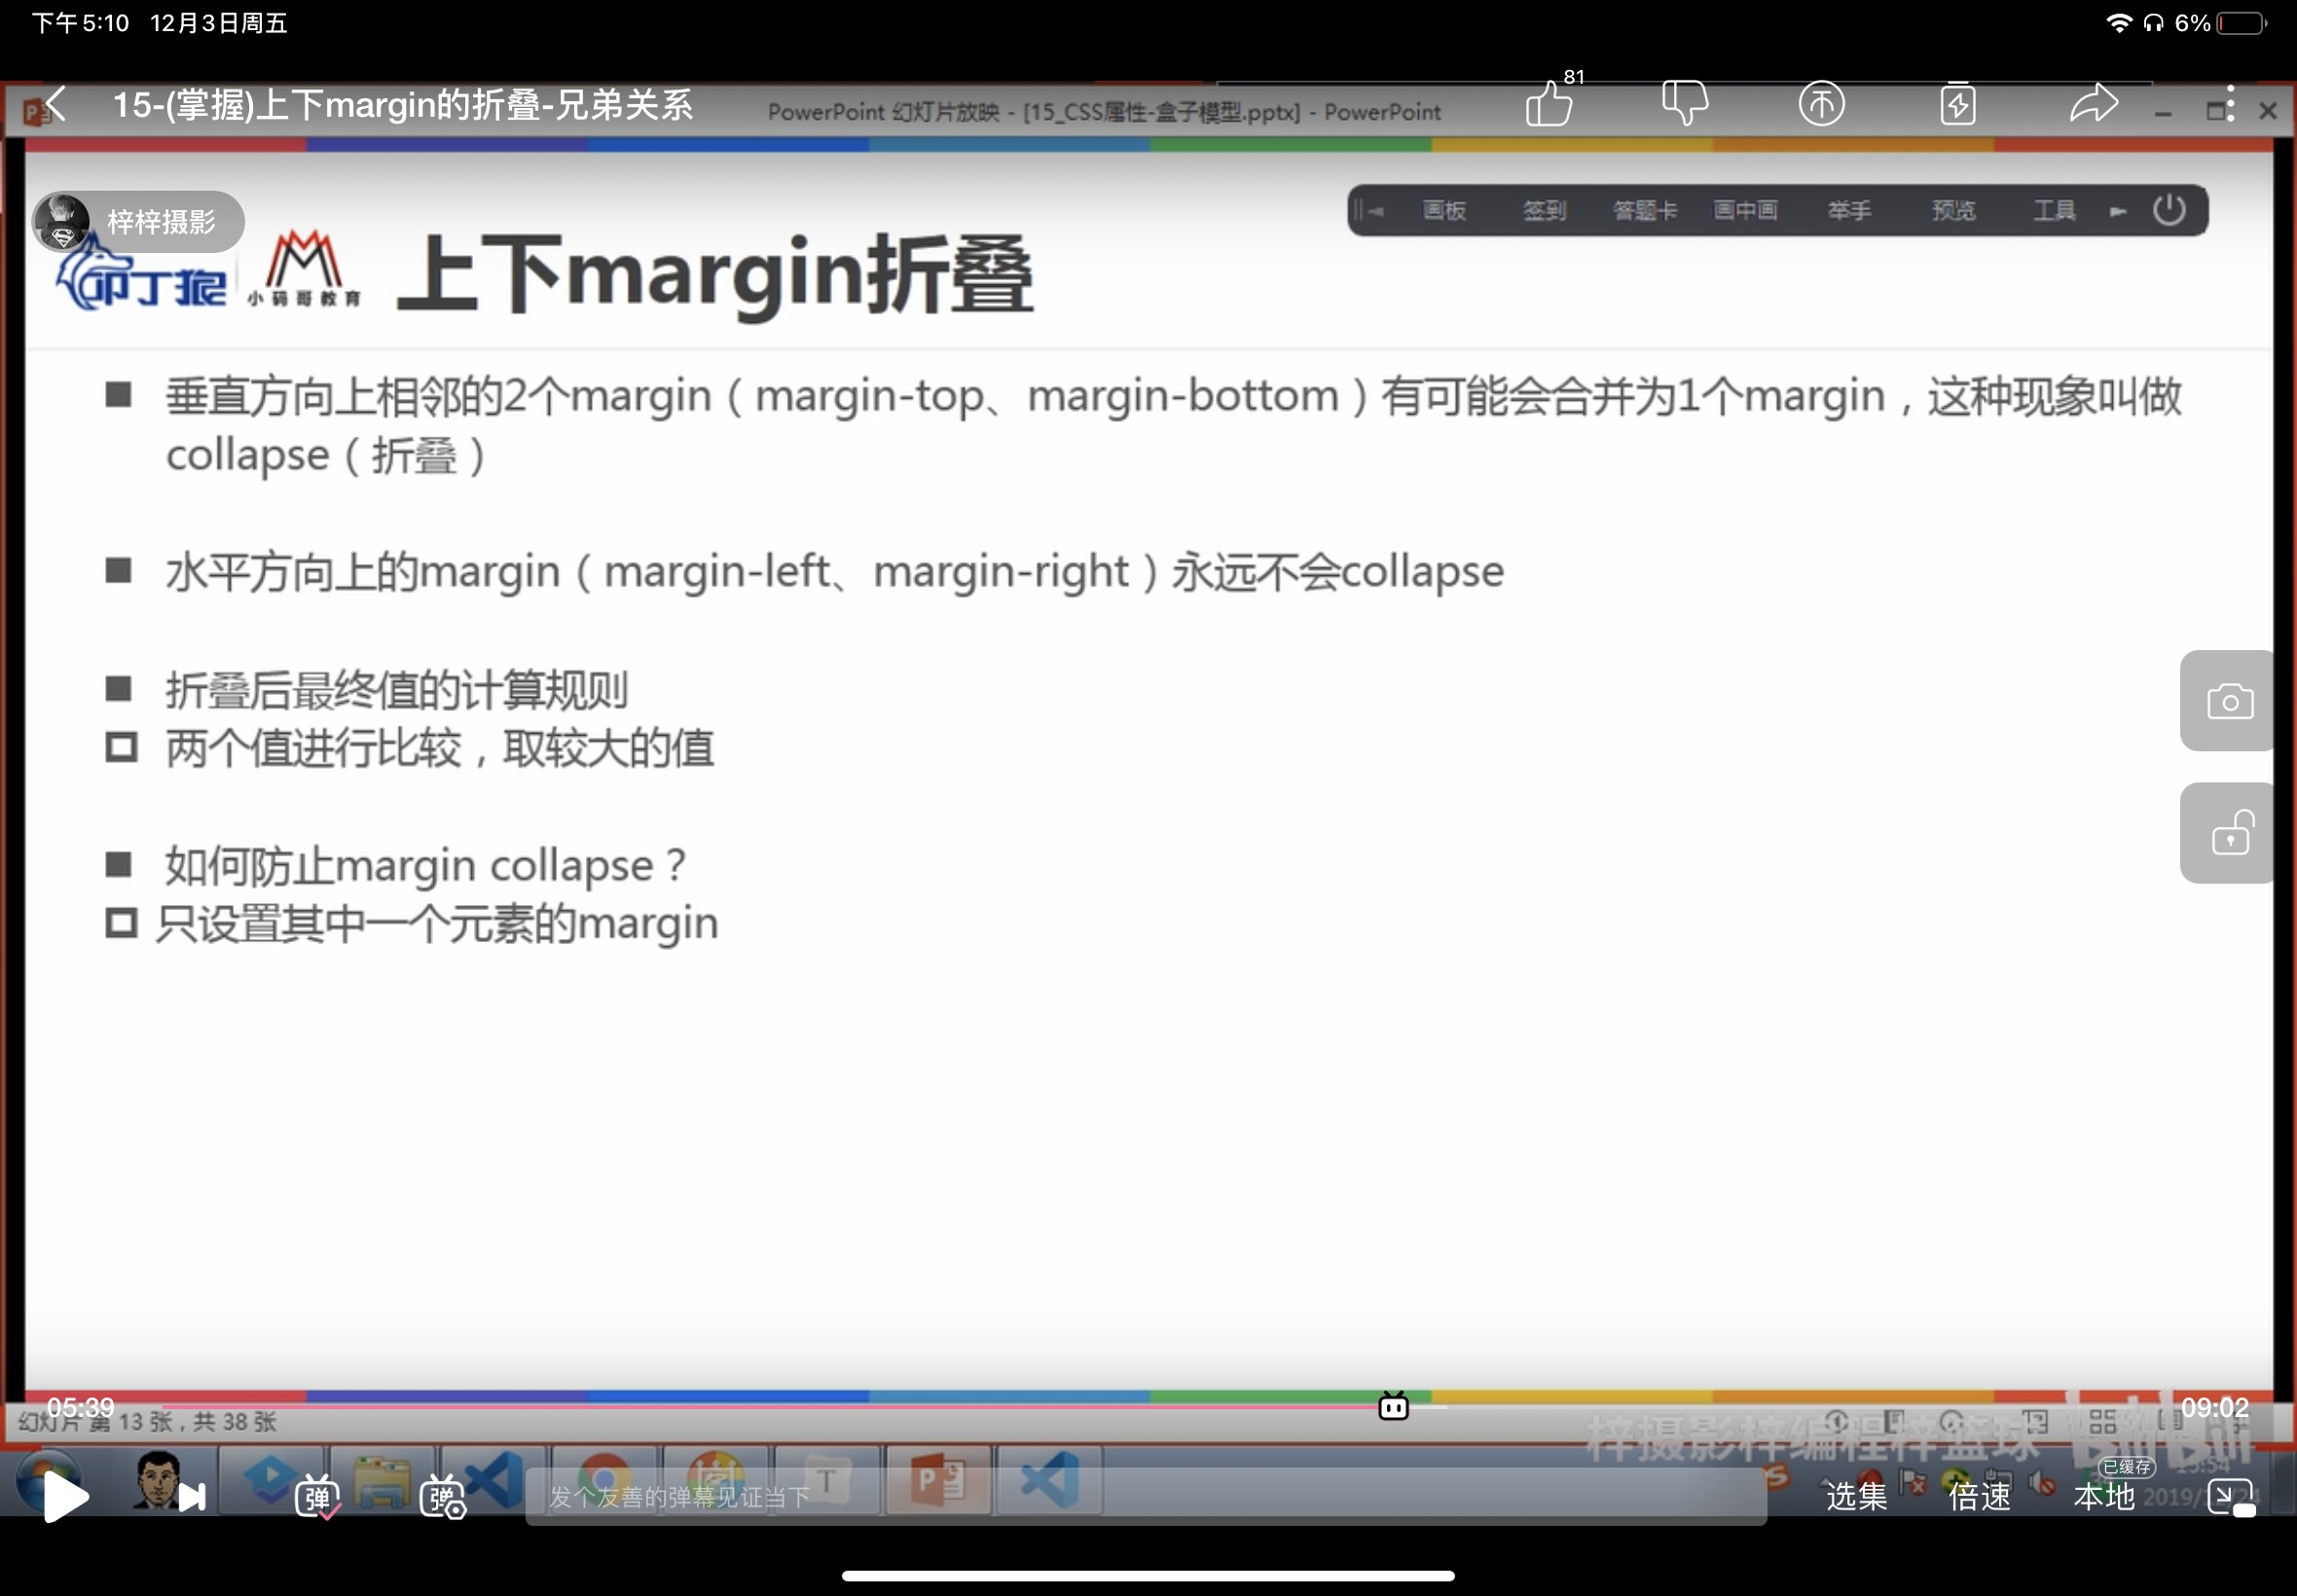 下午5:10 12月3日周五
6%
15-(掌握)上下margin的折叠-兄弟关系
PowerPoint 幻灯片放映 - [15_CSS属性-盒子模型.pptx] - PowerPoint
81
梓梓摄影
画板 签到 答题卡 画中画 举手 预览 工具
叩丁狼
小码哥教育
上下margin折叠
■ 垂直方向上相邻的2个margin（margin-top、margin-bottom）有可能会合并为1个margin，这种现象叫做
collapse（折叠）
■ 水平方向上的margin（margin-left、margin-right）永远不会collapse
■ 折叠后最终值的计算规则
两个值进行比较，取较大的值
■ 如何防止margin collapse？
只设置其中一个元素的margin
05:39
09:02
幻灯片 第 13 张，共 38 张
梓摄影梓编程梓篮球
bilibili
弹
弹
发个友善的弹幕见证当下
选集
倍速
已缓存
本地